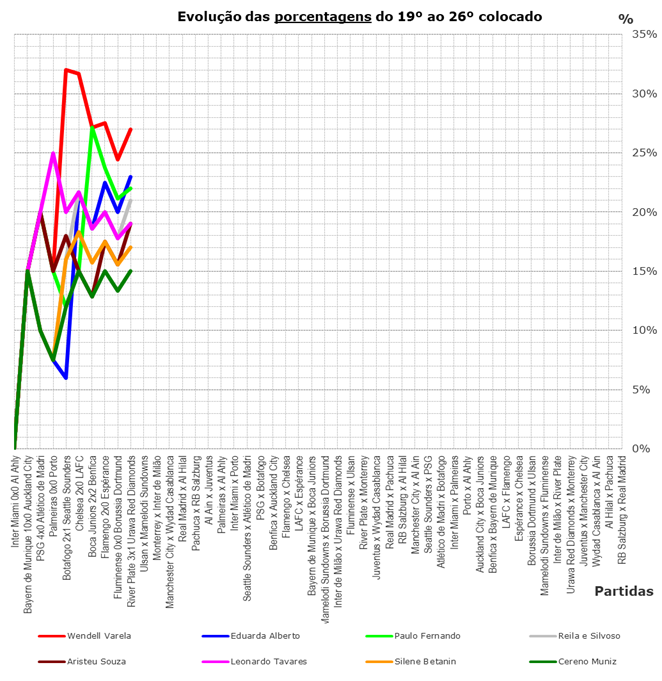 Evolução das porcentagens do 19º ao 26º colocado
%
35%
30%
25%
20%
15%
10%
5%
0%
Inter Miami 0x0 Al Ahly
Bayern de Munique 10x0 Auckland City
PSG 4x0 Atlético de Madri
Palmeiras 0x0 Porto
Botafogo 2x1 Seattle Sounders
Chelsea 2x0 LAFC
Boca Juniors 2x2 Benfica
Flamengo 2x0 Espérance
Fluminense 0x0 Borussia Dortmund
River Plate 3x1 Urawa Red Diamonds
Ulsan x Mamelodi Sundowns
Monterrey x Inter de Milão
Manchester City x Wydad Casablanca
Real Madrid x Al Hilal
Pachuca x RB Salzburg
Al Ain x Juventus
Palmeiras x Al Ahly
Inter Miami x Porto
Seattle Sounders x Atlético de Madri
PSG x Botafogo
Benfica x Auckland City
Flamengo x Chelsea
LAFC x Espérance
Bayern de Munique x Boca Juniors
Mamelodi Sundowns x Borussia Dortmund
Inter de Milão x Urawa Red Diamonds
Fluminense x Ulsan
River Plate x Monterrey
Juventus x Wydad Casablanca
Real Madrid x Pachuca
RB Salzburg x Al Hilal
Manchester City x Al Ain
Seattle Sounders x PSG
Atlético de Madri x Botafogo
Inter Miami x Palmeiras
Porto x Al Ahly
Auckland City x Boca Juniors
Benfica x Bayern de Munique
LAFC x Flamengo
Esperance x Chelsea
Borussia Dortmund x Ulsan
Mamelodi Sundowns x Fluminense
Inter de Milão x River Plate
Urawa Red Diamonds x Monterrey
Juventus x Manchester City
Wydad Casablanca x Al Ain
Al Hilal x Pachuca
RB Salzburg x Real Madrid
Partidas
Wendell Varela
Eduarda Alberto
Paulo Fernando
Reila e Silvoso
Aristeu Souza
Leonardo Tavares
Silene Betanin
Cereno Muniz